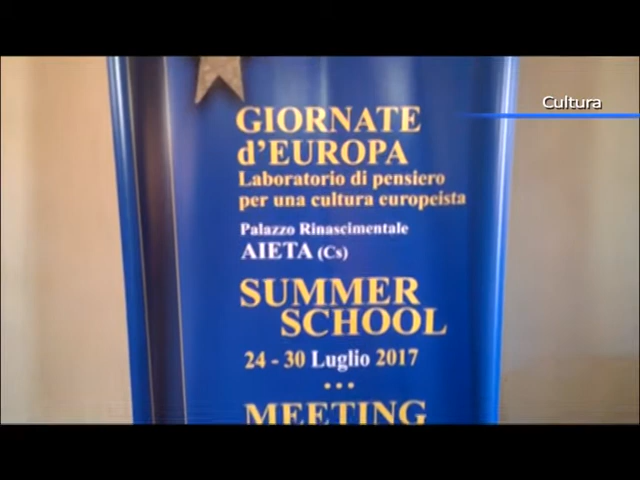 Cultura
GIORNATE
d'EUROPA
Laboratorio di pensiero
per una cultura europeista
Palazzo Rinascimentale
AIETA (Cs)
SUMMER
SCHOOL
24 - 30 Luglio 2017
...
MEETING